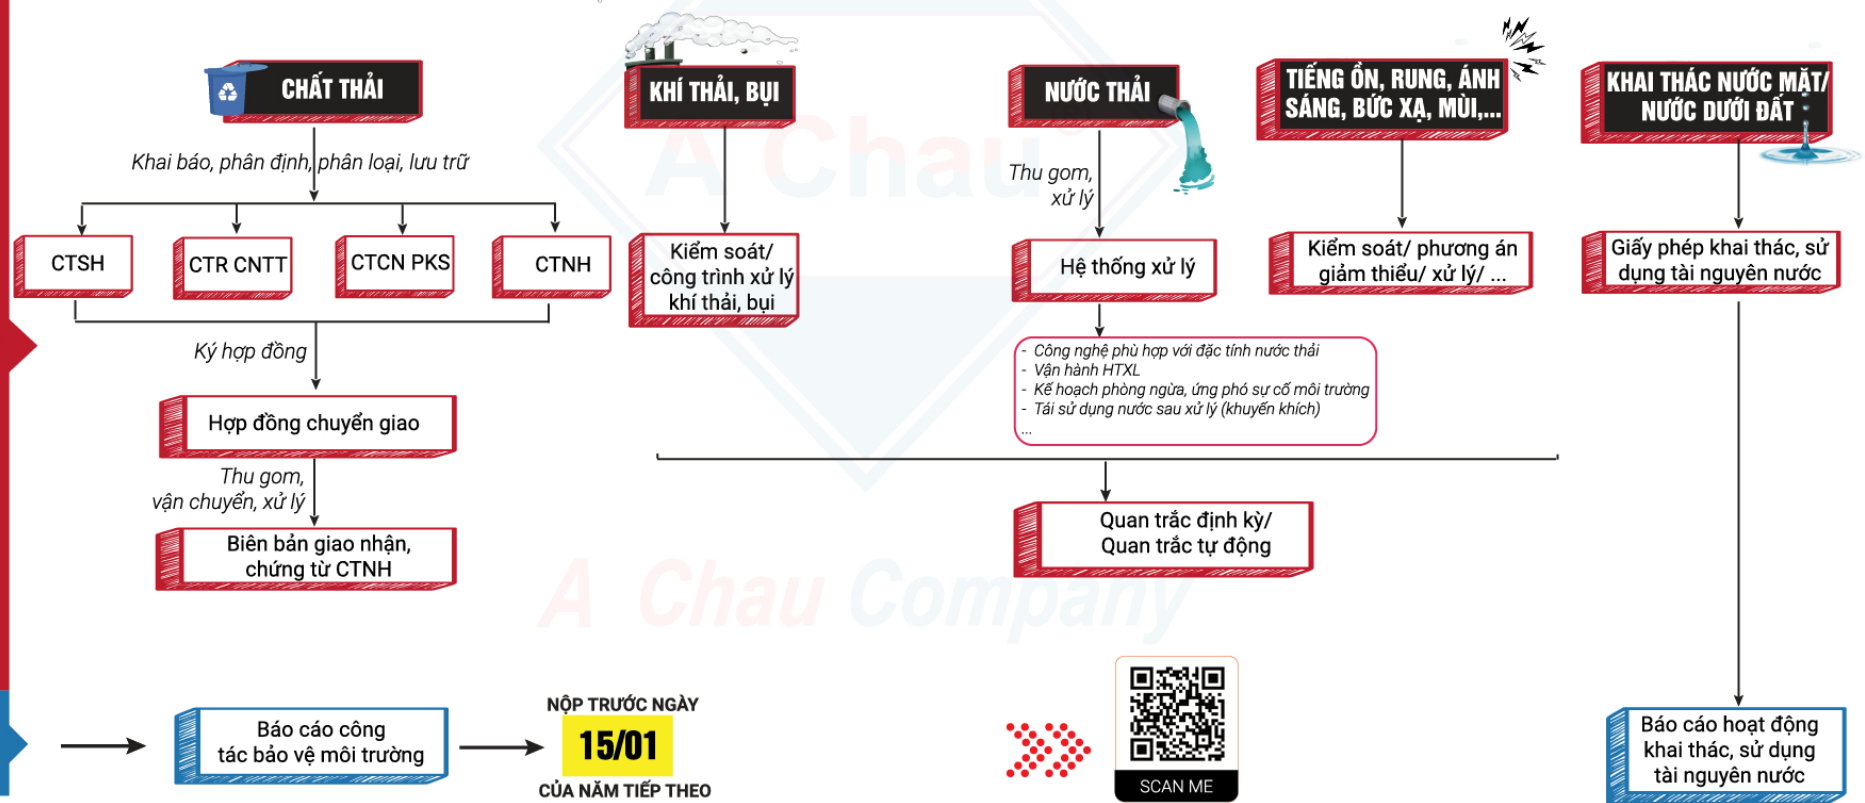 CHẤT THẢI
Khai báo, phân định, phân loại, lưu trữ
CTSH
CTR CNTT
CTCN PKS
CTNH
Ký hợp đồng
Hợp đồng chuyển giao
Thu gom,
vận chuyển, xử lý
Biên bản giao nhận,
chứng từ CTNH
KHÍ THẢI, BỤI
Kiểm soát/
công trình xử lý
khí thải, bụi
NƯỚC THẢI
Thu gom,
xử lý
Hệ thống xử lý
- Công nghệ phù hợp với đặc tính nước thải
- Vận hành HTXL
- Kế hoạch phòng ngừa, ứng phó sự cố môi trường
- Tái sử dụng nước sau xử lý (khuyến khích)
...
TIẾNG ỒN, RUNG, ÁNH
SÁNG, BỨC XẠ, MÙI,...
Kiểm soát/ phương án
giảm thiểu/ xử lý/ ...
Quan trắc định kỳ/
Quan trắc tự động
KHAI THÁC NƯỚC MẶT/
NƯỚC DƯỚI ĐẤT
Giấy phép khai thác, sử
dụng tài nguyên nước
A Chau
A Chau Company
Báo cáo công
tác bảo vệ môi trường
NỘP TRƯỚC NGÀY
15/01
CỦA NĂM TIẾP THEO
SCAN ME
Báo cáo hoạt động
khai thác, sử dụng
tài nguyên nước